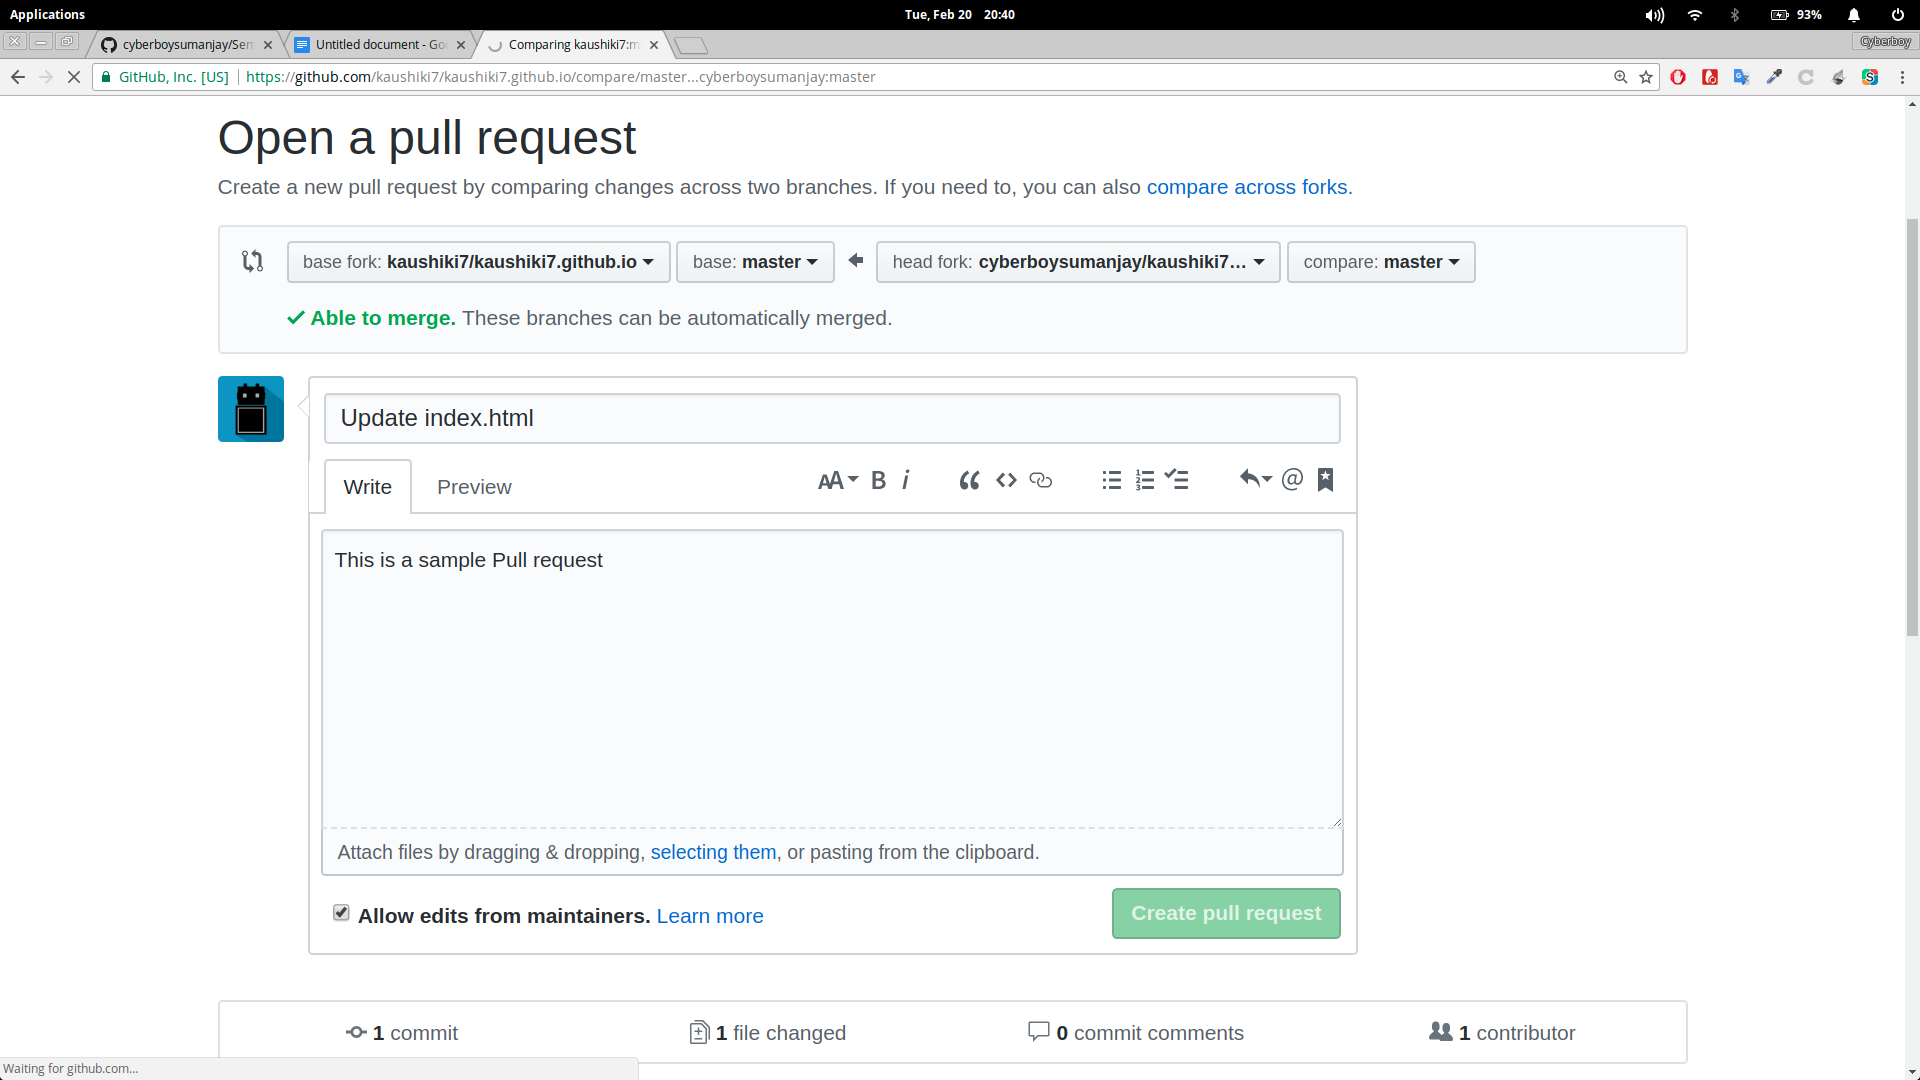 Applications
Tue, Feb 20 20:40
93%
cyberboysumanjay/Sem
Untitled document - Goo
Comparing kaushiki7:m
Cyberboy
GitHub, Inc. [US]
https://github.com/kaushiki7/kaushiki7.github.io/compare/master...cyberboysumanjay:master
Open a pull request
Create a new pull request by comparing changes across two branches. If you need to, you can also compare across forks.
base fork: kaushiki7/kaushiki7.github.io
base: master
head fork: cyberboysumanjay/kaushiki7…
compare: master
Able to merge. These branches can be automatically merged.
Update index.html
Write
Preview
This is a sample Pull request
Attach files by dragging & dropping, selecting them, or pasting from the clipboard.
Allow edits from maintainers. Learn more
Create pull request
1 commit
1 file changed
0 commit comments
1 contributor
Waiting for github.com...